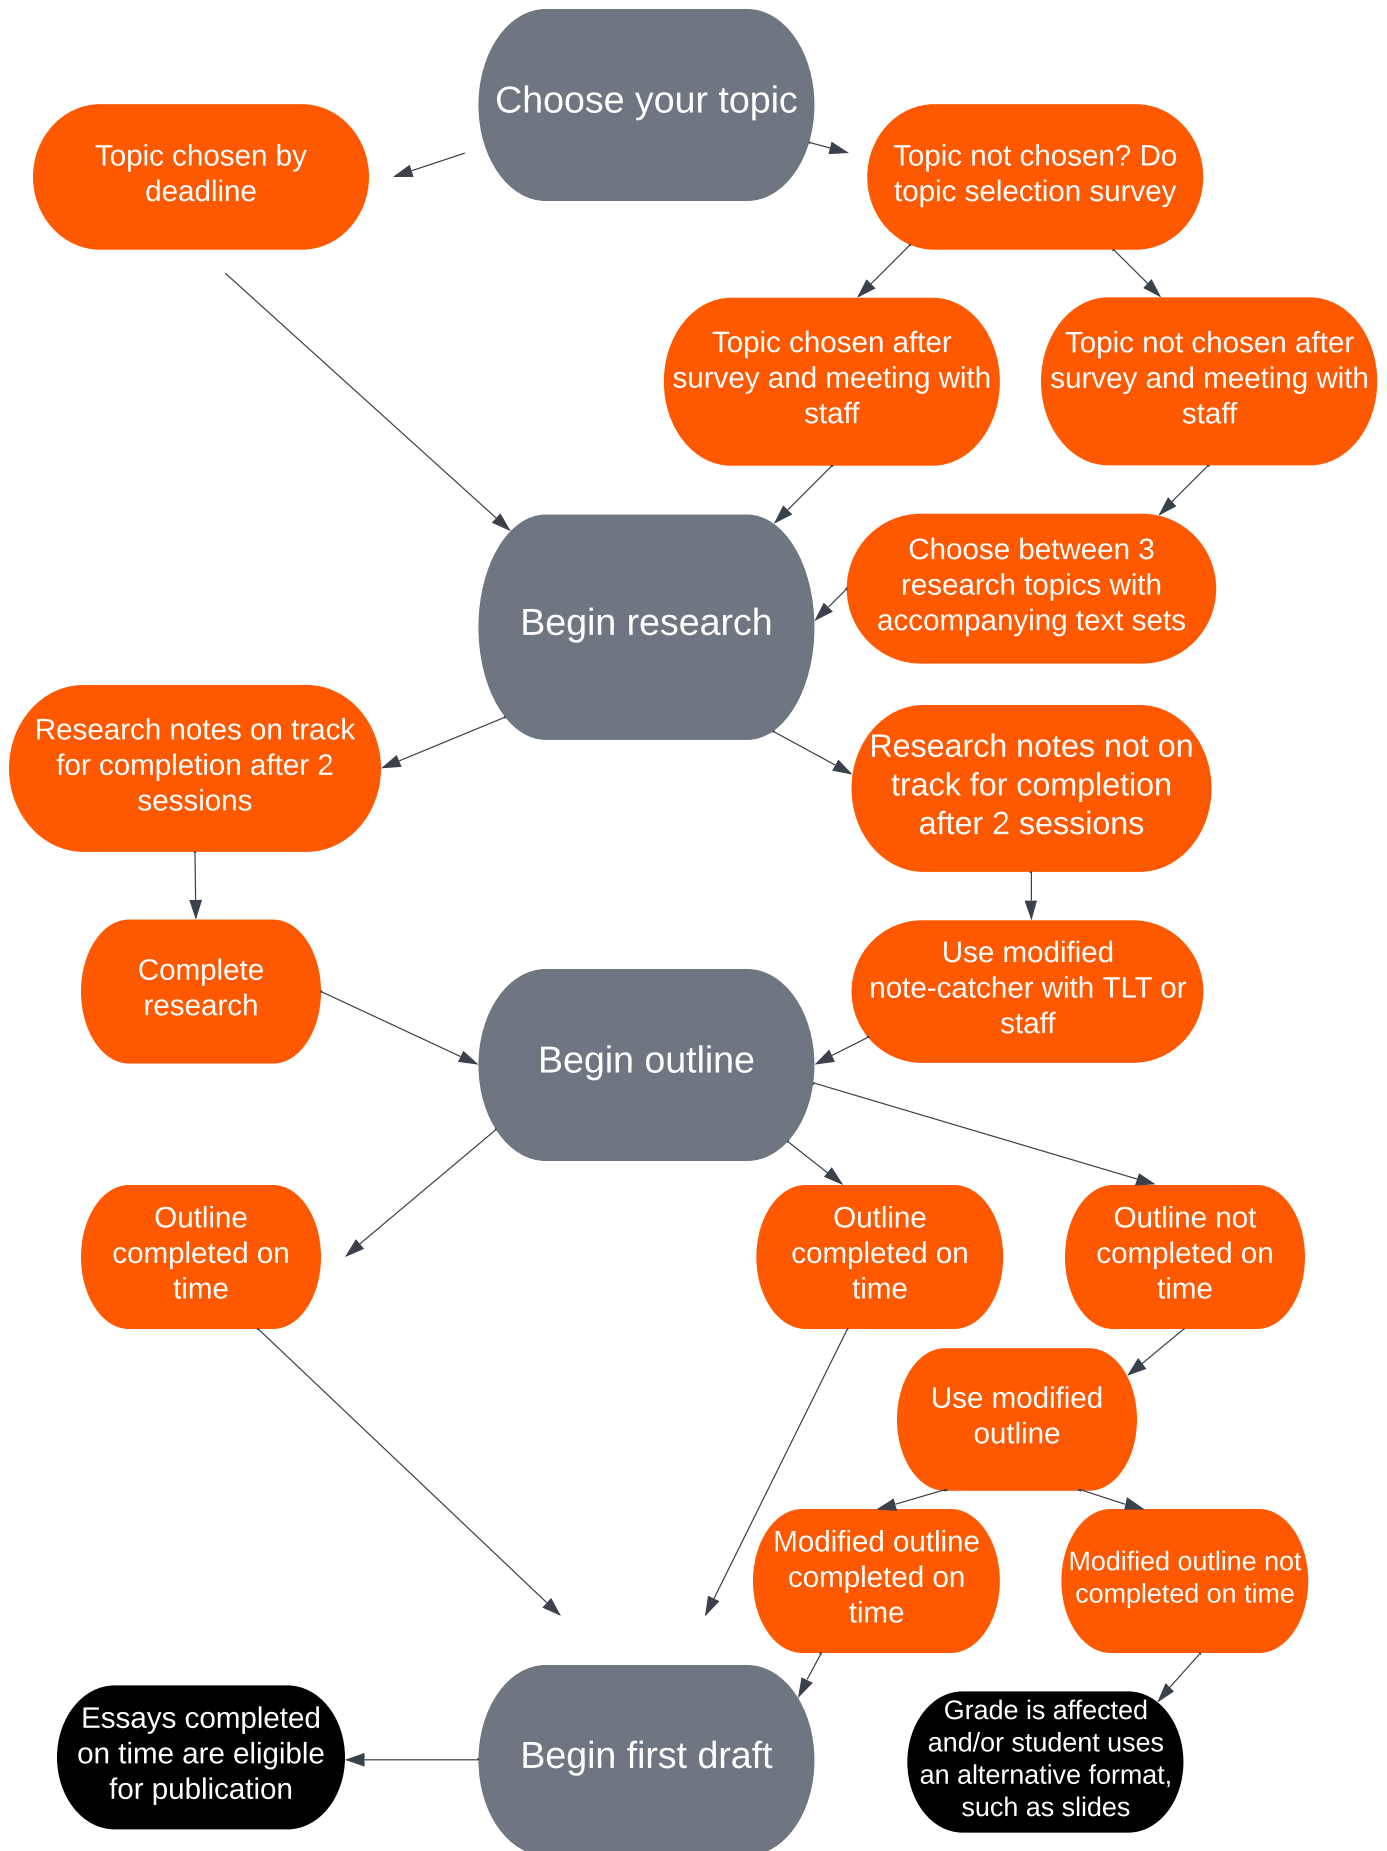 Choose your topic
Topic chosen by
deadline
Topic not chosen? Do
topic selection survey
Topic chosen after
survey and meeting with
staff
Topic not chosen after
survey and meeting with
staff
Begin research
Choose between 3
research topics with
accompanying text sets
Research notes on track
for completion after 2
sessions
Research notes not on
track for completion
after 2 sessions
Complete
research
Use modified
note-catcher with TLT or
staff
Begin outline
Outline
completed on
time
Outline
completed on
time
Outline not
completed on
time
Use modified
outline
Modified outline
completed on
time
Modified outline not
completed on time
Essays completed
on time are eligible
for publication
Begin first draft
Grade is affected
and/or student uses
an alternative format,
such as slides